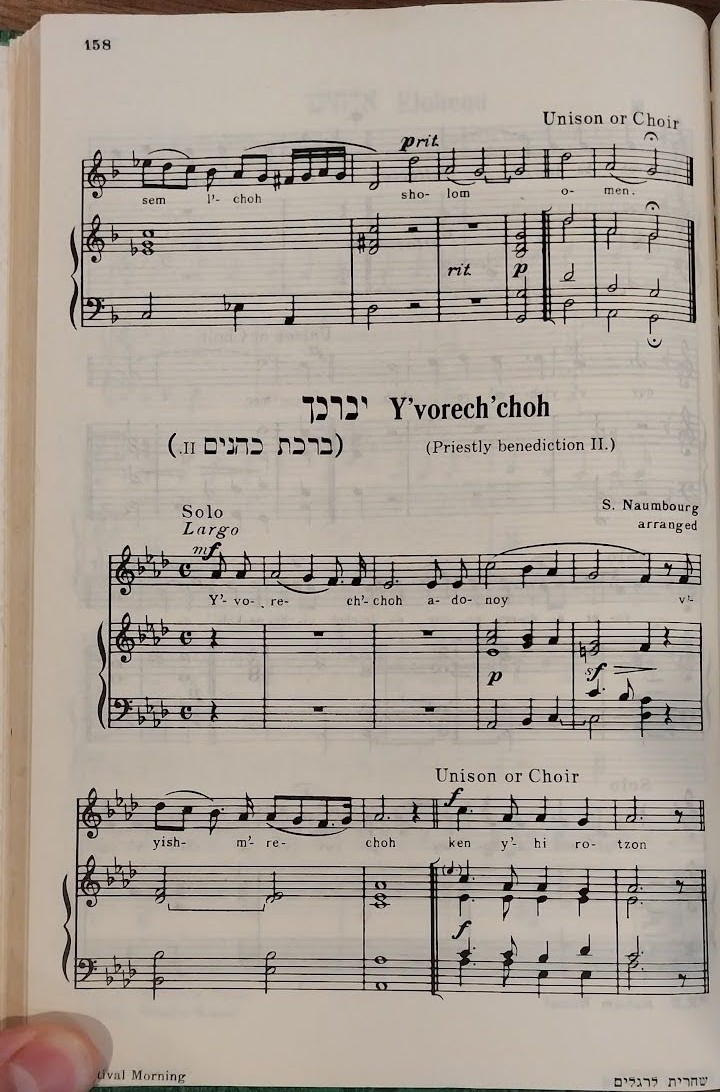 158
Unison or Choir
prit.
sem l'- choh sho- lom o- men.
rit. p
יברכך Y'vorech'choh
(ברכת כהנים II.) (Priestly benediction II.)
Solo
Largo
S. Naumbourg
arranged
mf
Y'- vo- re- ch'- choh a- do- noy v'-
p sf
Unison or Choir
f
yish- m'- re- choh ken y'- hi ro- tzon
f
tival Morning שחרית לרגלים